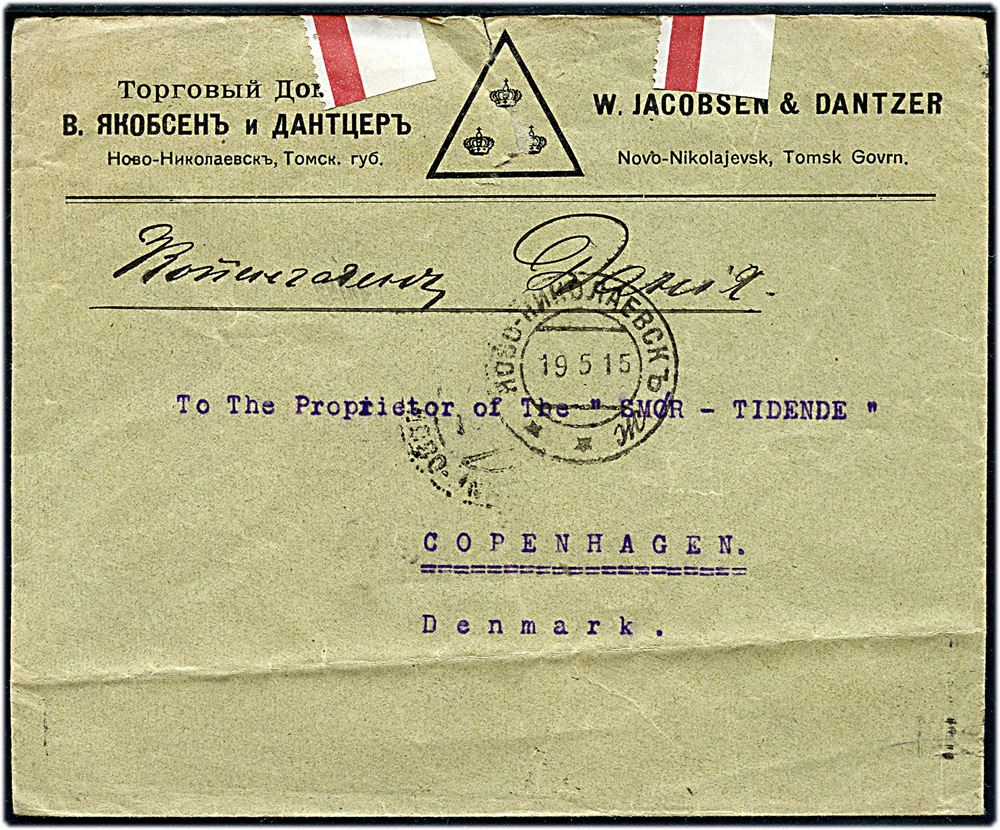 Торговый Дом
В. ЯКОБСЕНЪ и ДАНТЦЕРЪ
Ново-Николаевскъ, Томск. губ.
W. JACOBSEN & DANTZER
Novo-Nikolajevsk, Tomsk Govrn.
Копенгагенъ Данія.
НОВО-НИКОЛАЕВСКЪ
19 5 15
To The Proprietor of The " SMØR - TIDENDE "
COPENHAGEN.
Denmark.